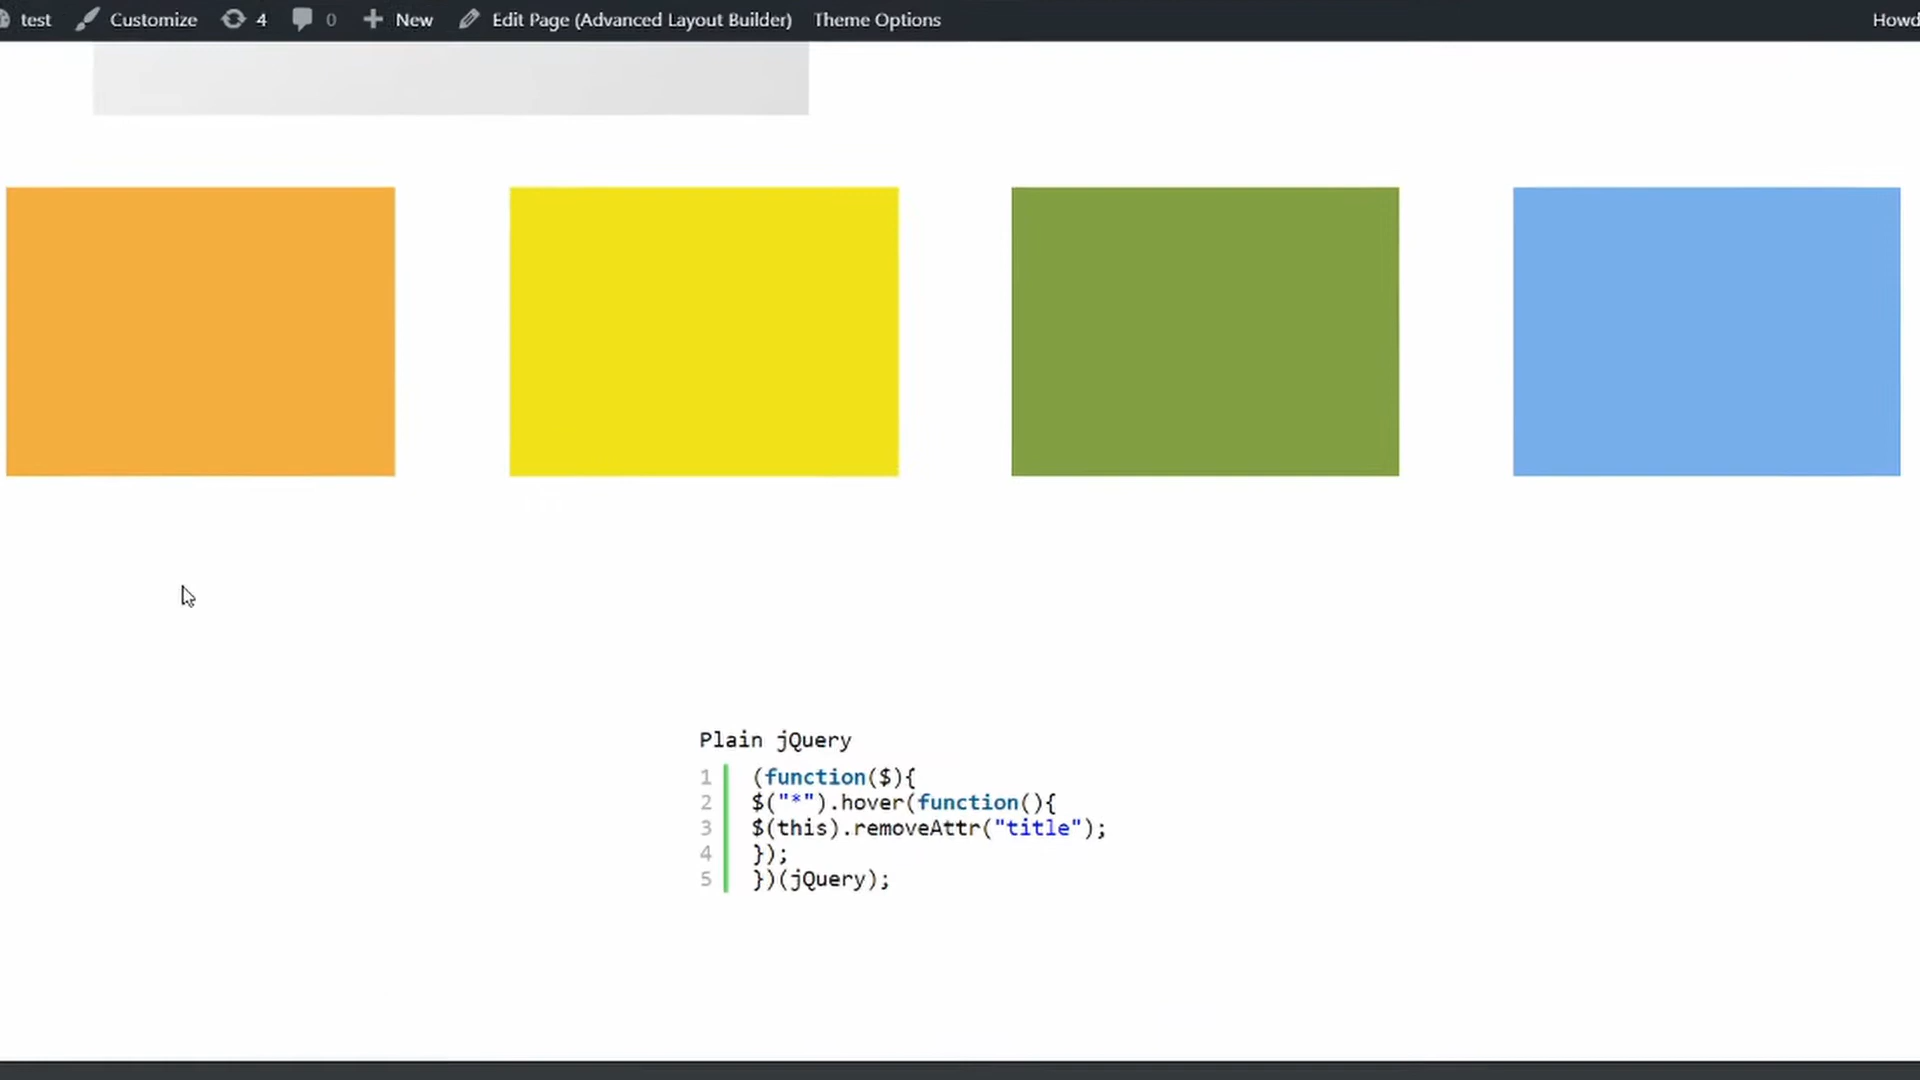 test Customize 4 0 New Edit Page (Advanced Layout Builder) Theme Options Howd
Plain jQuery
1 (function($){
2 $("*").hover(function(){
3 $(this).removeAttr("title");
4 });
5 })(jQuery);